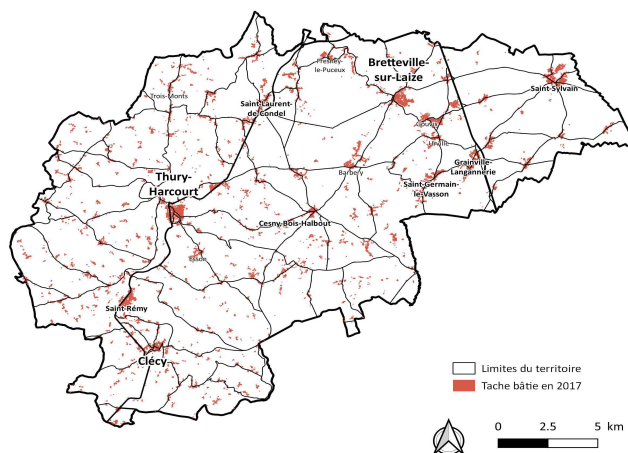 Fresney-
le-Puceux
Bretteville-
sur-Laize
Saint-Sylvain
Trois-Monts
Saint-Laurent-
de-Condel
Urville
Grainville-
Langannerie
Barbery
Thury-
Harcourt
Saint-Germain-
le-Vasson
Cesny-Bois-Halbout
Esson
Saint-Rémy
Clécy
Limites du territoire
Tache bâtie en 2017
0 2.5 5 km